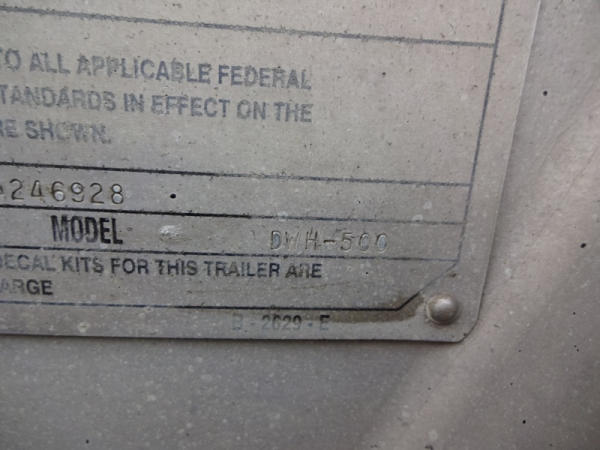 TO ALL APPLICABLE FEDERAL
STANDARDS IN EFFECT ON THE
RE SHOWN.
246928
MODEL DWH-500
DECAL KITS FOR THIS TRAILER ARE
ARGE
D - 2629 - E